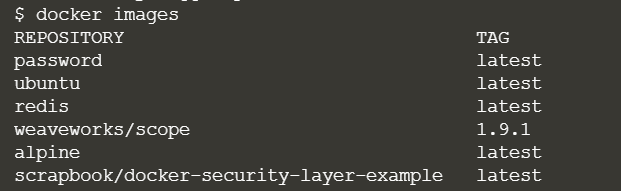 $ docker images
REPOSITORY TAG
password latest
ubuntu latest
redis latest
weaveworks/scope 1.9.1
alpine latest
scrapbook/docker-security-layer-example latest